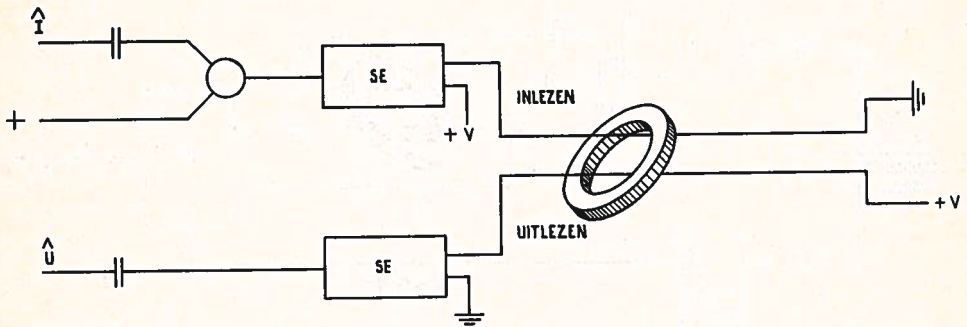 Î
SE
INLEZEN
+ V
+
Û
SE
UITLEZEN
+ V